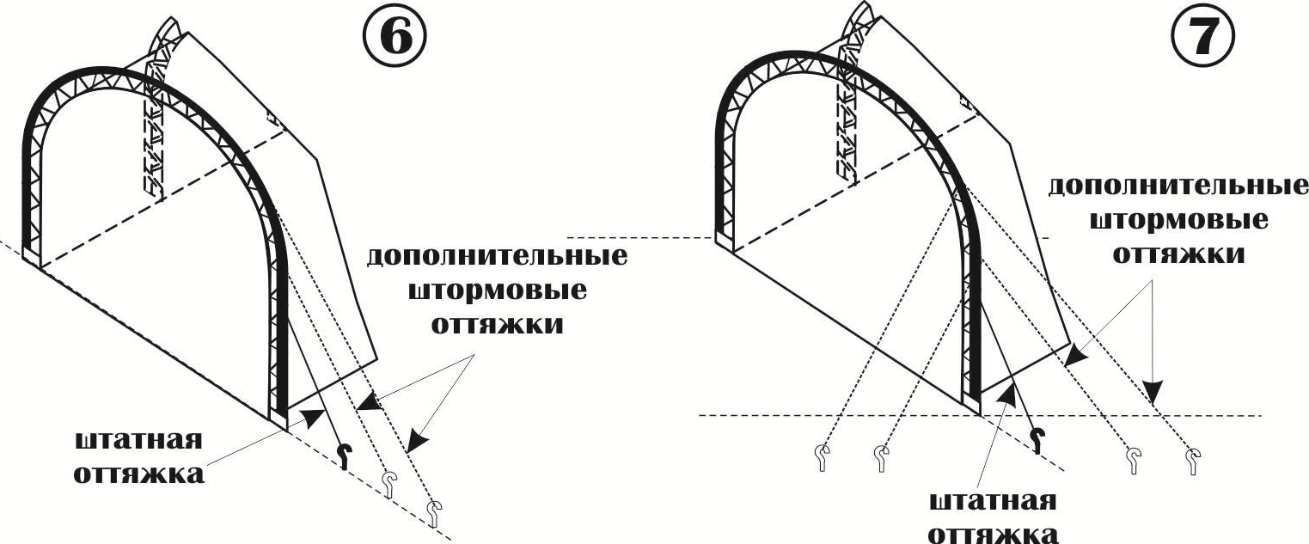 6
дополнительные
штормовые
оттяжки
штатная
оттяжка
7
дополнительные
штормовые
оттяжки
штатная
оттяжка